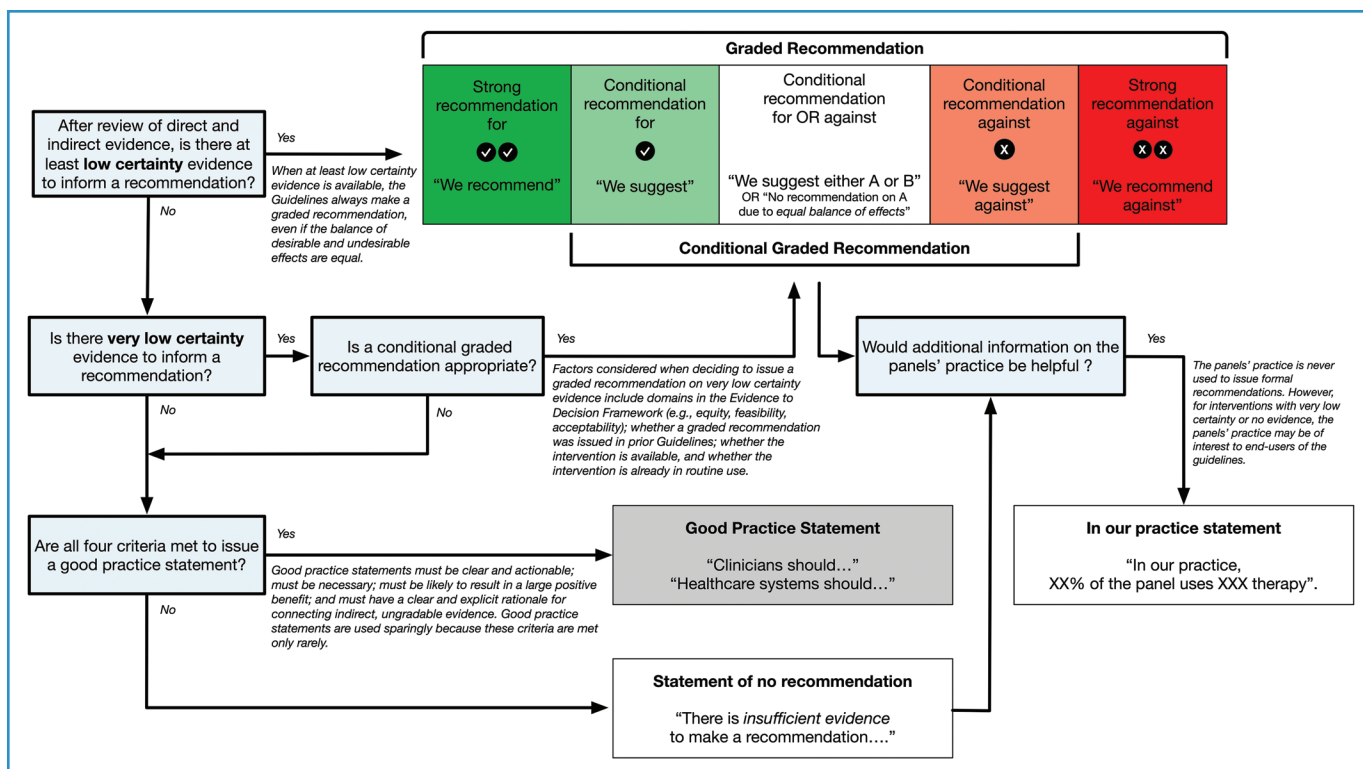 Graded Recommendation
Strong
recommendation
for
“We recommend”
Conditional
recommendation
for
“We suggest”
Conditional
recommendation
for OR against
“We suggest either A or B”
OR “No recommendation on A
due to equal balance of effects”
Conditional
recommendation
against
X
“We suggest
against”
Strong
recommendation
against
X X
“We recommend
against”
Conditional Graded Recommendation
After review of direct and
indirect evidence, is there at
least low certainty evidence
to inform a recommendation?
Yes
When at least low certainty
evidence is available, the
Guidelines always make a
graded recommendation,
even if the balance of
desirable and undesirable
effects are equal.
No
Is there very low certainty
evidence to inform a
recommendation?
Yes
No
Is a conditional graded
recommendation appropriate?
Yes
Factors considered when deciding to issue a
graded recommendation on very low certainty
evidence include domains in the Evidence to
Decision Framework (e.g., equity, feasibility,
acceptability); whether a graded recommendation
was issued in prior Guidelines; whether the
intervention is available, and whether the
intervention is already in routine use.
No
Would additional information on the
panels’ practice be helpful ?
Yes
The panels’ practice is never
used to issue formal
recommendations. However,
for interventions with very low
certainty or no evidence, the
panels’ practice may be of
interest to end-users of the
guidelines.
Are all four criteria met to issue
a good practice statement?
Yes
Good practice statements must be clear and actionable;
must be necessary; must be likely to result in a large positive
benefit; and must have a clear and explicit rationale for
connecting indirect, ungradable evidence. Good practice
statements are used sparingly because these criteria are met
only rarely.
No
Good Practice Statement
“Clinicians should…”
“Healthcare systems should…”
In our practice statement
“In our practice,
XX% of the panel uses XXX therapy”.
Statement of no recommendation
“There is insufficient evidence
to make a recommendation….”